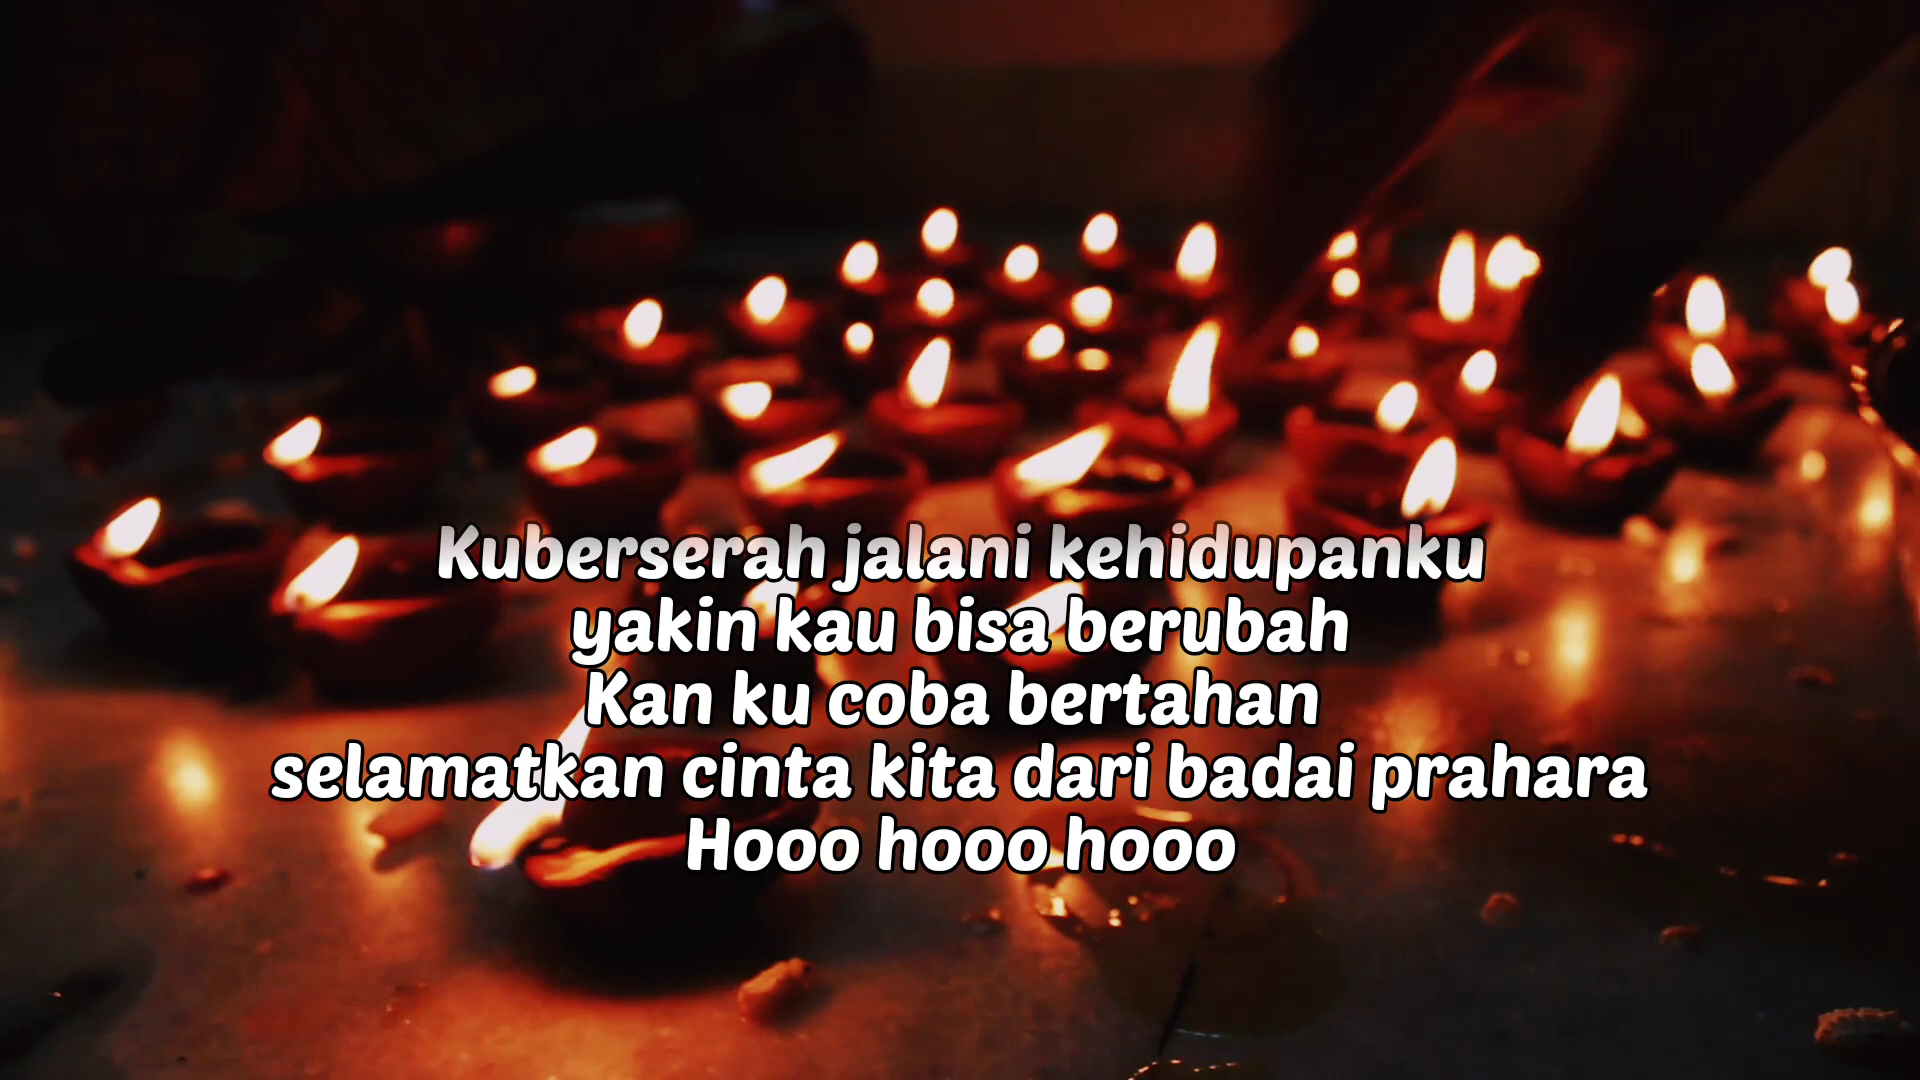 Kuberserah jalani kehidupanku
yakin kau bisa berubah
Kan ku coba bertahan
selamatkan cinta kita dari badai prahara
Hooo hooo hooo